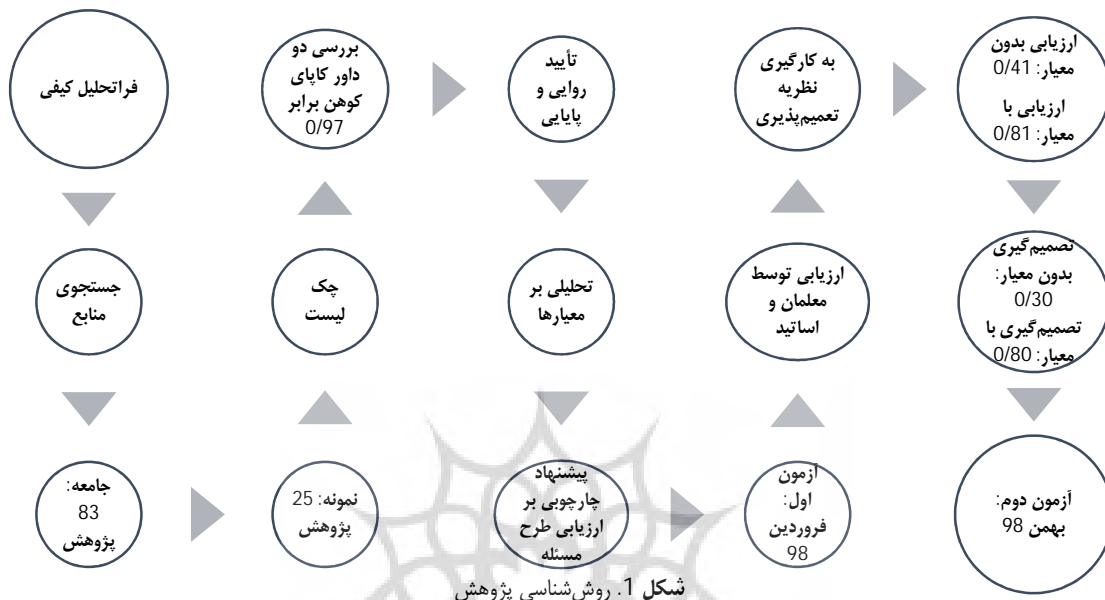 فراتحلیل کیفی
جستجوی
منابع
جامعه:
83
پژوهش
نمونه: 25
پژوهش
چک
لیست
بررسی دو
داور کاپای
کوهن برابر
0/97
تأیید
روایی و
پایایی
تحلیلی بر
معیارها
پیشنهاد
چارچوبی بر
ارزیابی طرح
مسئله
آزمون
اول:
فروردین
98
ارزیابی توسط
معلمان و
اساتید
به کارگیری
نظریه
تعمیم‌پذیری
ارزیابی بدون
معیار: 0/41
ارزیابی با
معیار: 0/81
تصمیم‌گیری
بدون معیار:
0/30
تصمیم‌گیری با
معیار: 0/80
آزمون دوم:
بهمن 98
شکل 1. روش‌شناسی پژوهش